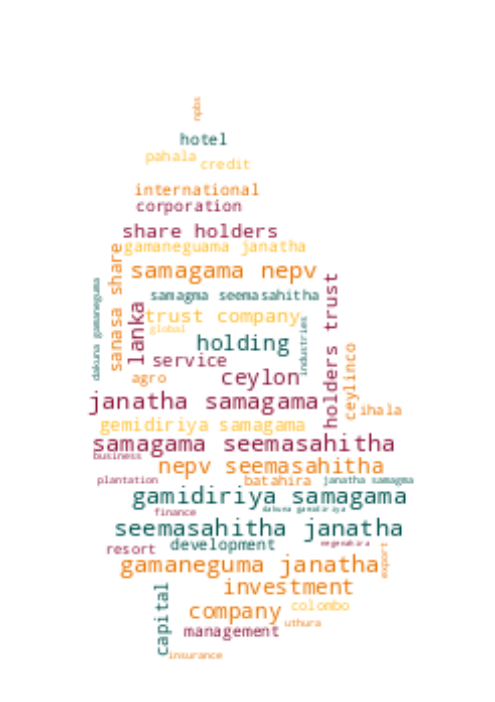 npbs
hotel
pahala
credit
international
corporation
share holders
gamaneguama janatha
samagama nepv
sanasa share
dakuna gamaneguma
samagma seemasahitha
lanka
trust company
global
holding
industries
holders trust
service
ceylinco
agro
ceylon
janatha samagama
ihala
gemidiriya samagama
samagama seemasahitha
business
nepv seemasahitha
plantation
batahira
janatha samagma
gamidiriya samagama
finance
dakuna gamidiriya
seemasahitha janatha
resort
development
negenahira
gamaneguma janatha
export
investment
capital
company
colombo
uthura
management
insurance